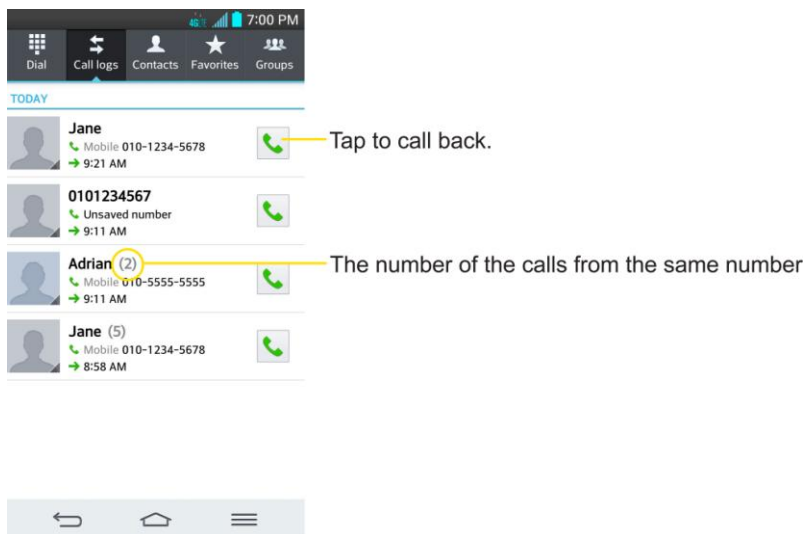 4G 7:00 PM
Dial Call logs Contacts Favorites Groups
TODAY
Jane
Mobile 010-1234-5678
9:21 AM
Tap to call back.
0101234567
Unsaved number
9:11 AM
Adrian (2)
Mobile 010-5555-5555
9:11 AM
The number of the calls from the same number
Jane (5)
Mobile 010-1234-5678
8:58 AM